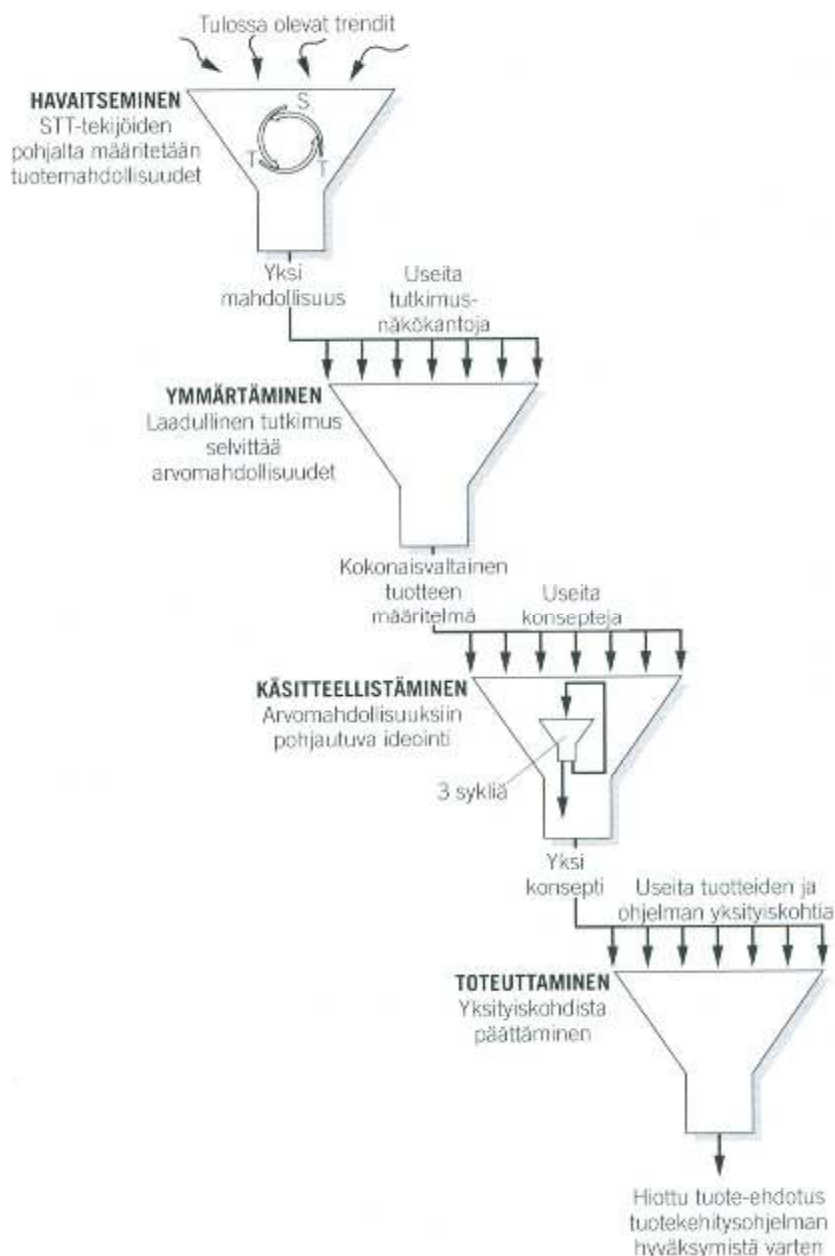 Tulossa olevat trendit
HAVAITSEMINEN
STT-tekijöiden
pohjalta määritetään
tuotemahdollisuudet
S
T
T
Yksi
mahdollisuus
Useita
tutkimus-
näkökantoja
YMMÄRTÄMINEN
Laadullinen tutkimus
selvittää
arvomahdollisuudet
Kokonaisvaltainen
tuotteen
määritelmä
Useita
konsepteja
KÄSITTEELLISTÄMINEN
Arvomahdollisuuksiin
pohjautuva ideointi
3 sykliä
Yksi
konsepti
Useita tuotteiden ja
ohjelman yksityiskohtia
TOTEUTTAMINEN
Yksityiskohdista
päättäminen
Hiottu tuote-ehdotus
tuotekehitysohjelman
hyväksymistä varten